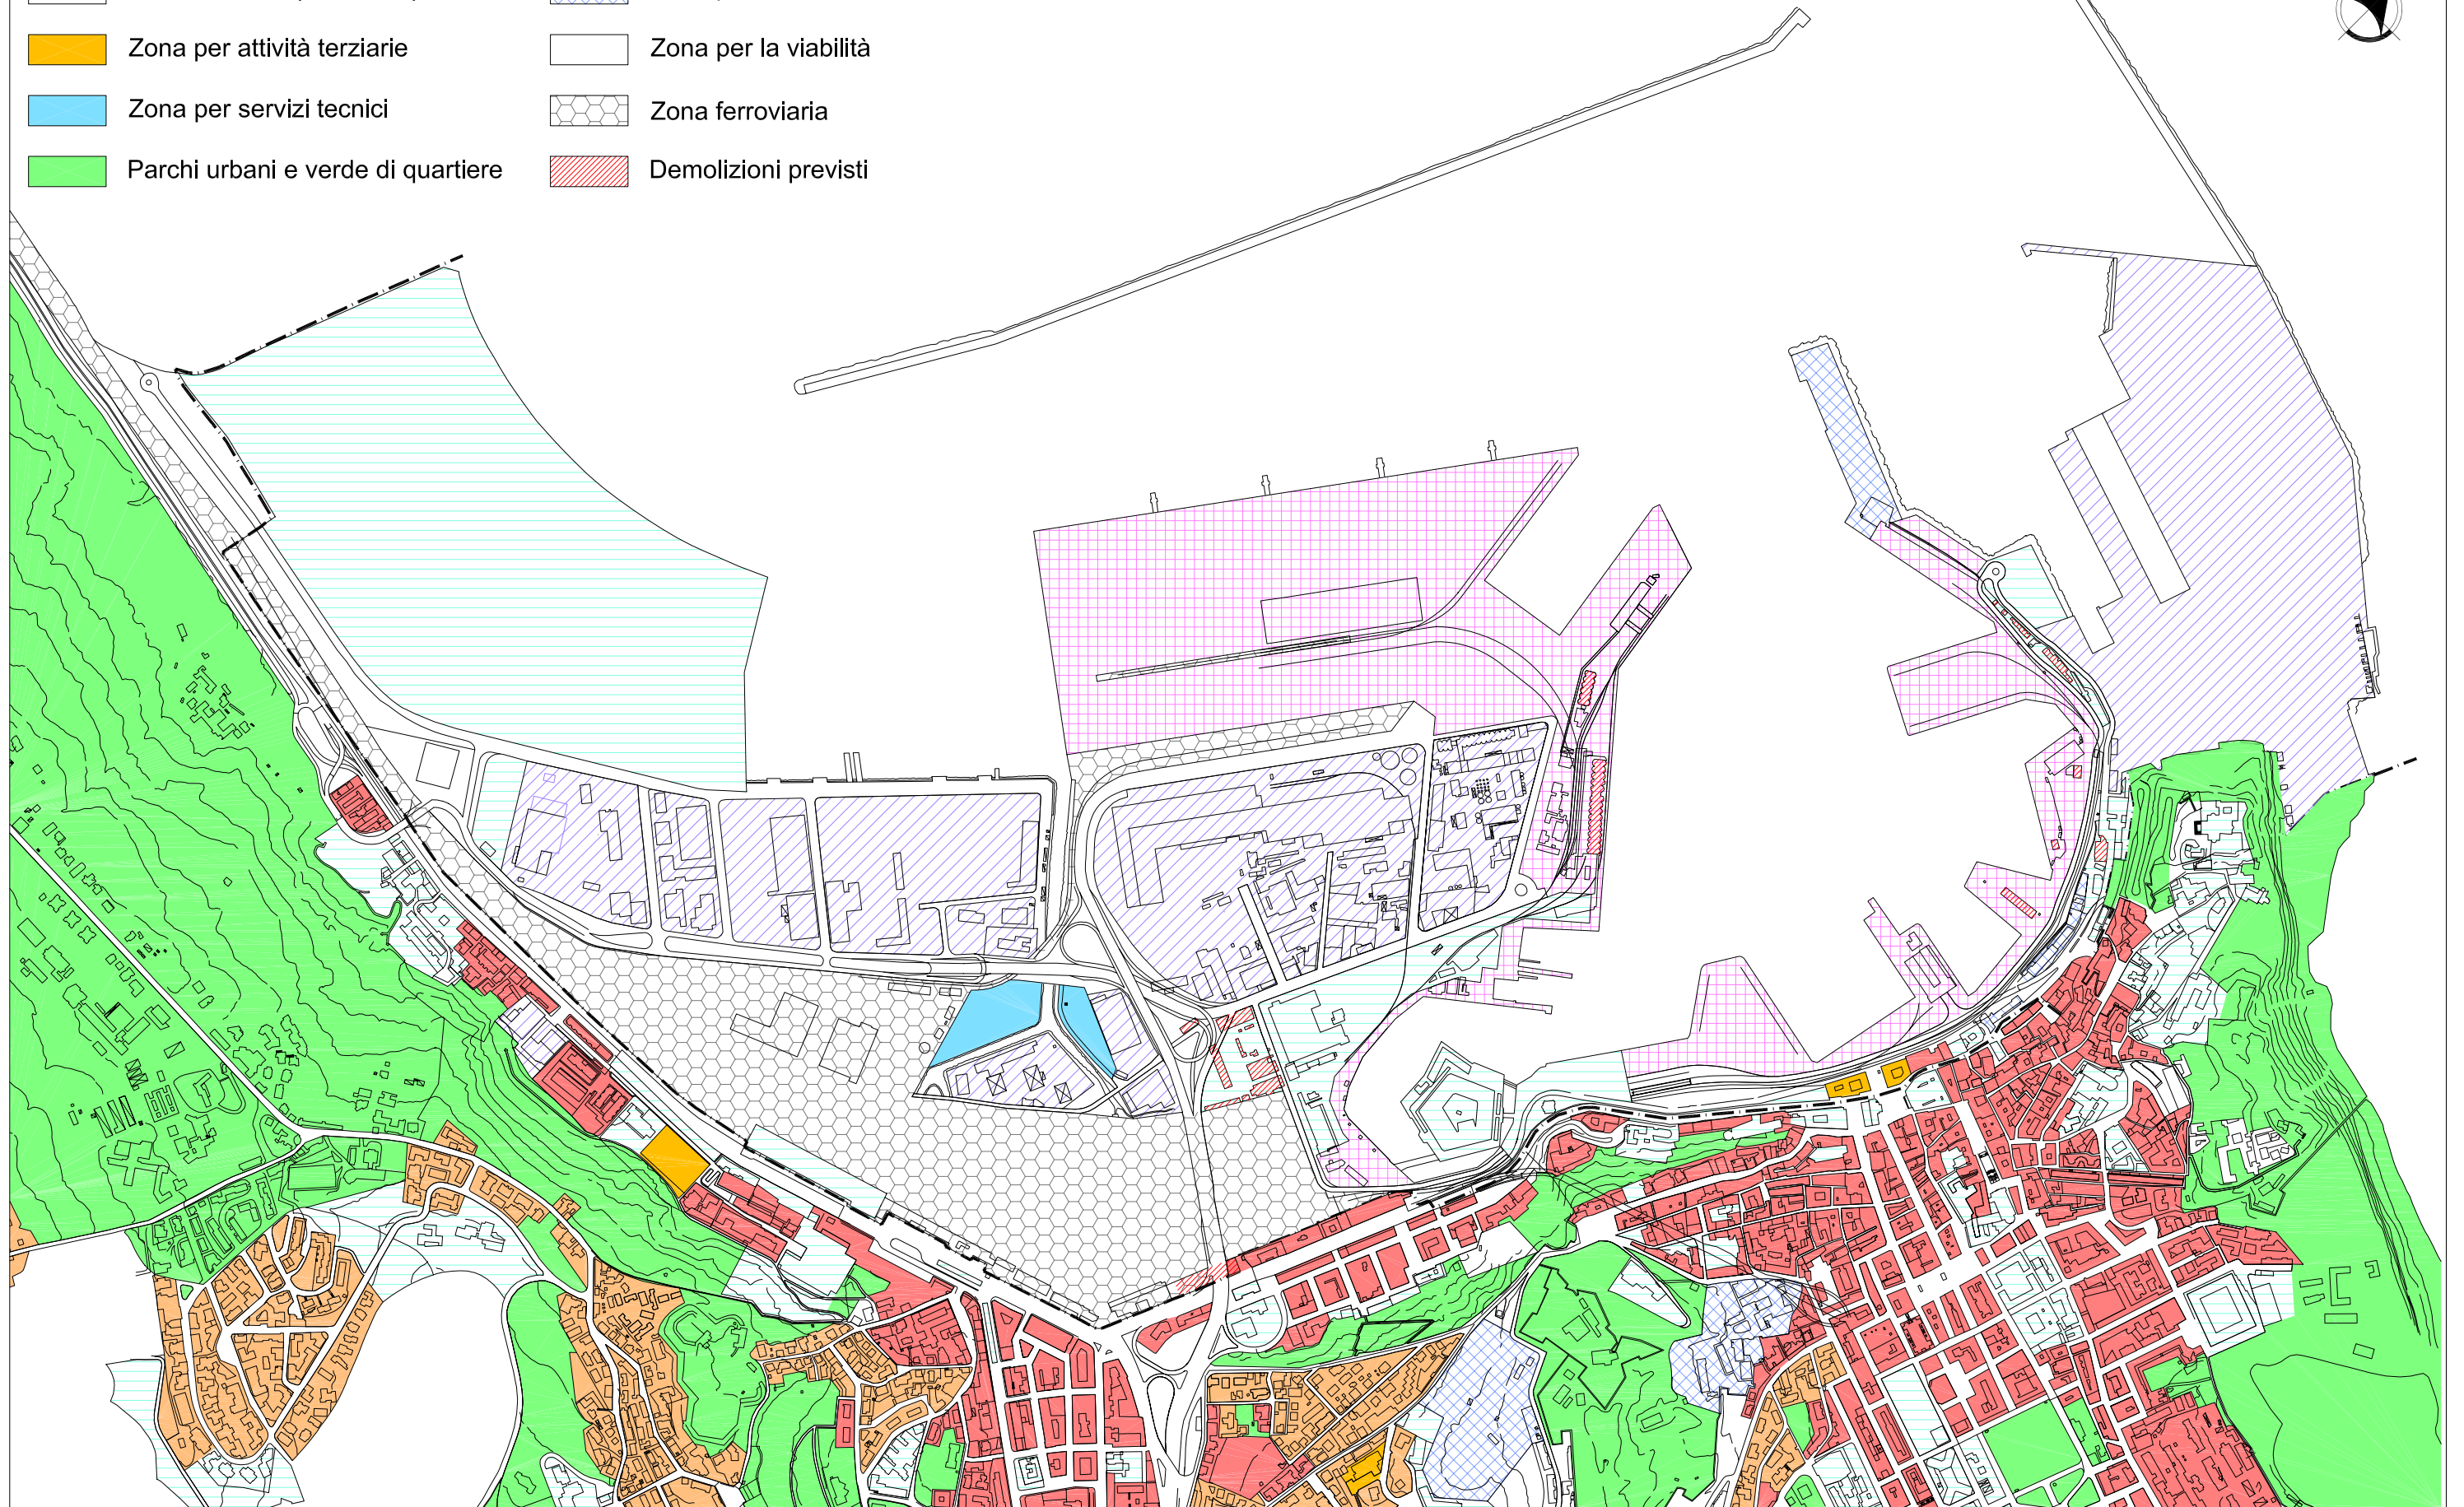 Zona per attività terziarie
Zona per la viabilità
Zona per servizi tecnici
Zona ferroviaria
Parchi urbani e verde di quartiere
Demolizioni previsti